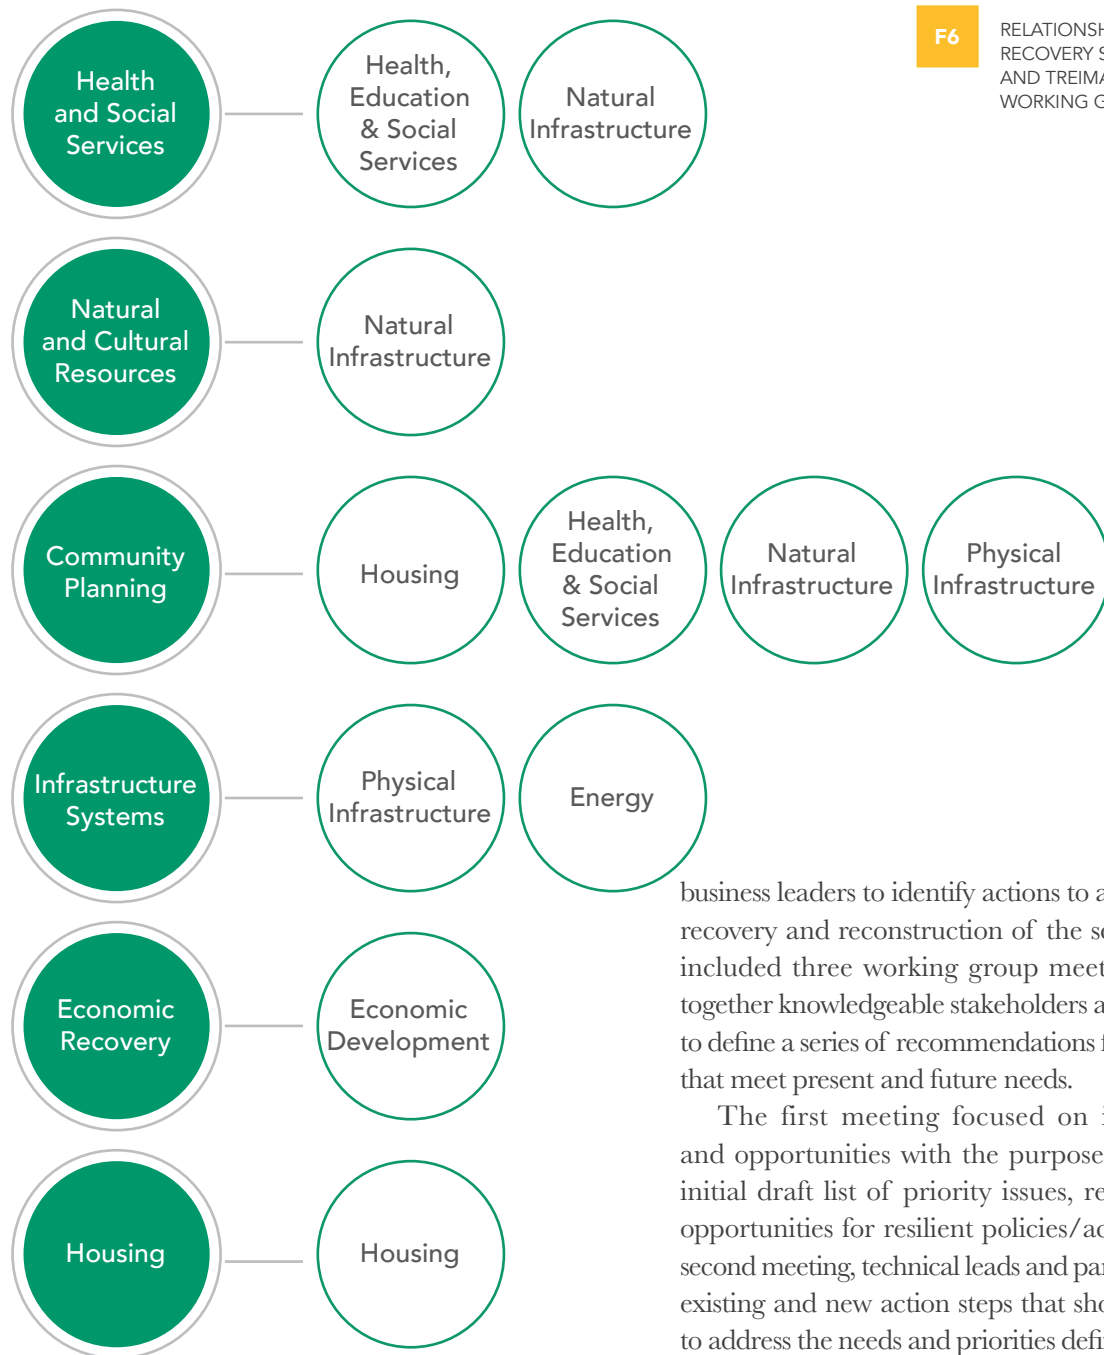 F6
RELATIONSH
RECOVERY S
AND TREIMA
WORKING G
Health
and Social
Services
Health,
Education
& Social
Services
Natural
Infrastructure
Natural
and Cultural
Resources
Natural
Infrastructure
Community
Planning
Housing
Health,
Education
& Social
Services
Natural
Infrastructure
Physical
Infrastructure
Infrastructure
Systems
Physical
Infrastructure
Energy
Economic
Recovery
Economic
Development
Housing
Housing
business leaders to identify actions to a
recovery and reconstruction of the se
included three working group meet
together knowledgeable stakeholders a
to define a series of recommendations f
that meet present and future needs.
The first meeting focused on i
and opportunities with the purpose
initial draft list of priority issues, re
opportunities for resilient policies/ac
second meeting, technical leads and par
existing and new action steps that sho
to address the needs and priorities defin